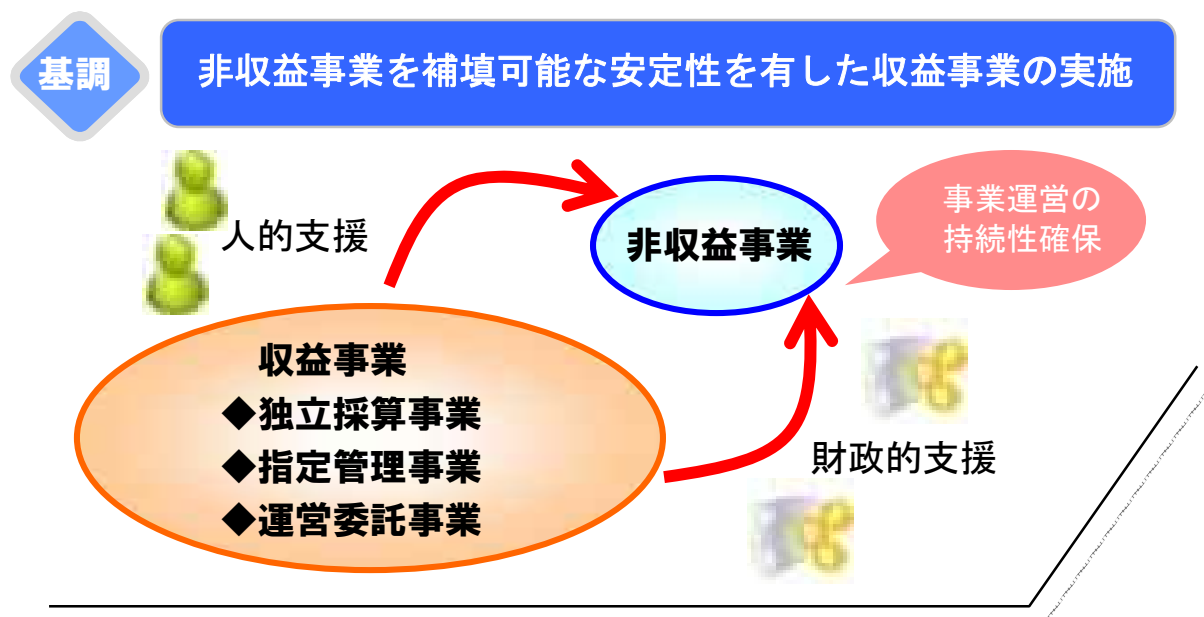 基調
非収益事業を補填可能な安定性を有した収益事業の実施
人的支援
非収益事業
事業運営の
持続性確保
収益事業
◆独立採算事業
◆指定管理事業
◆運営委託事業
財政的支援